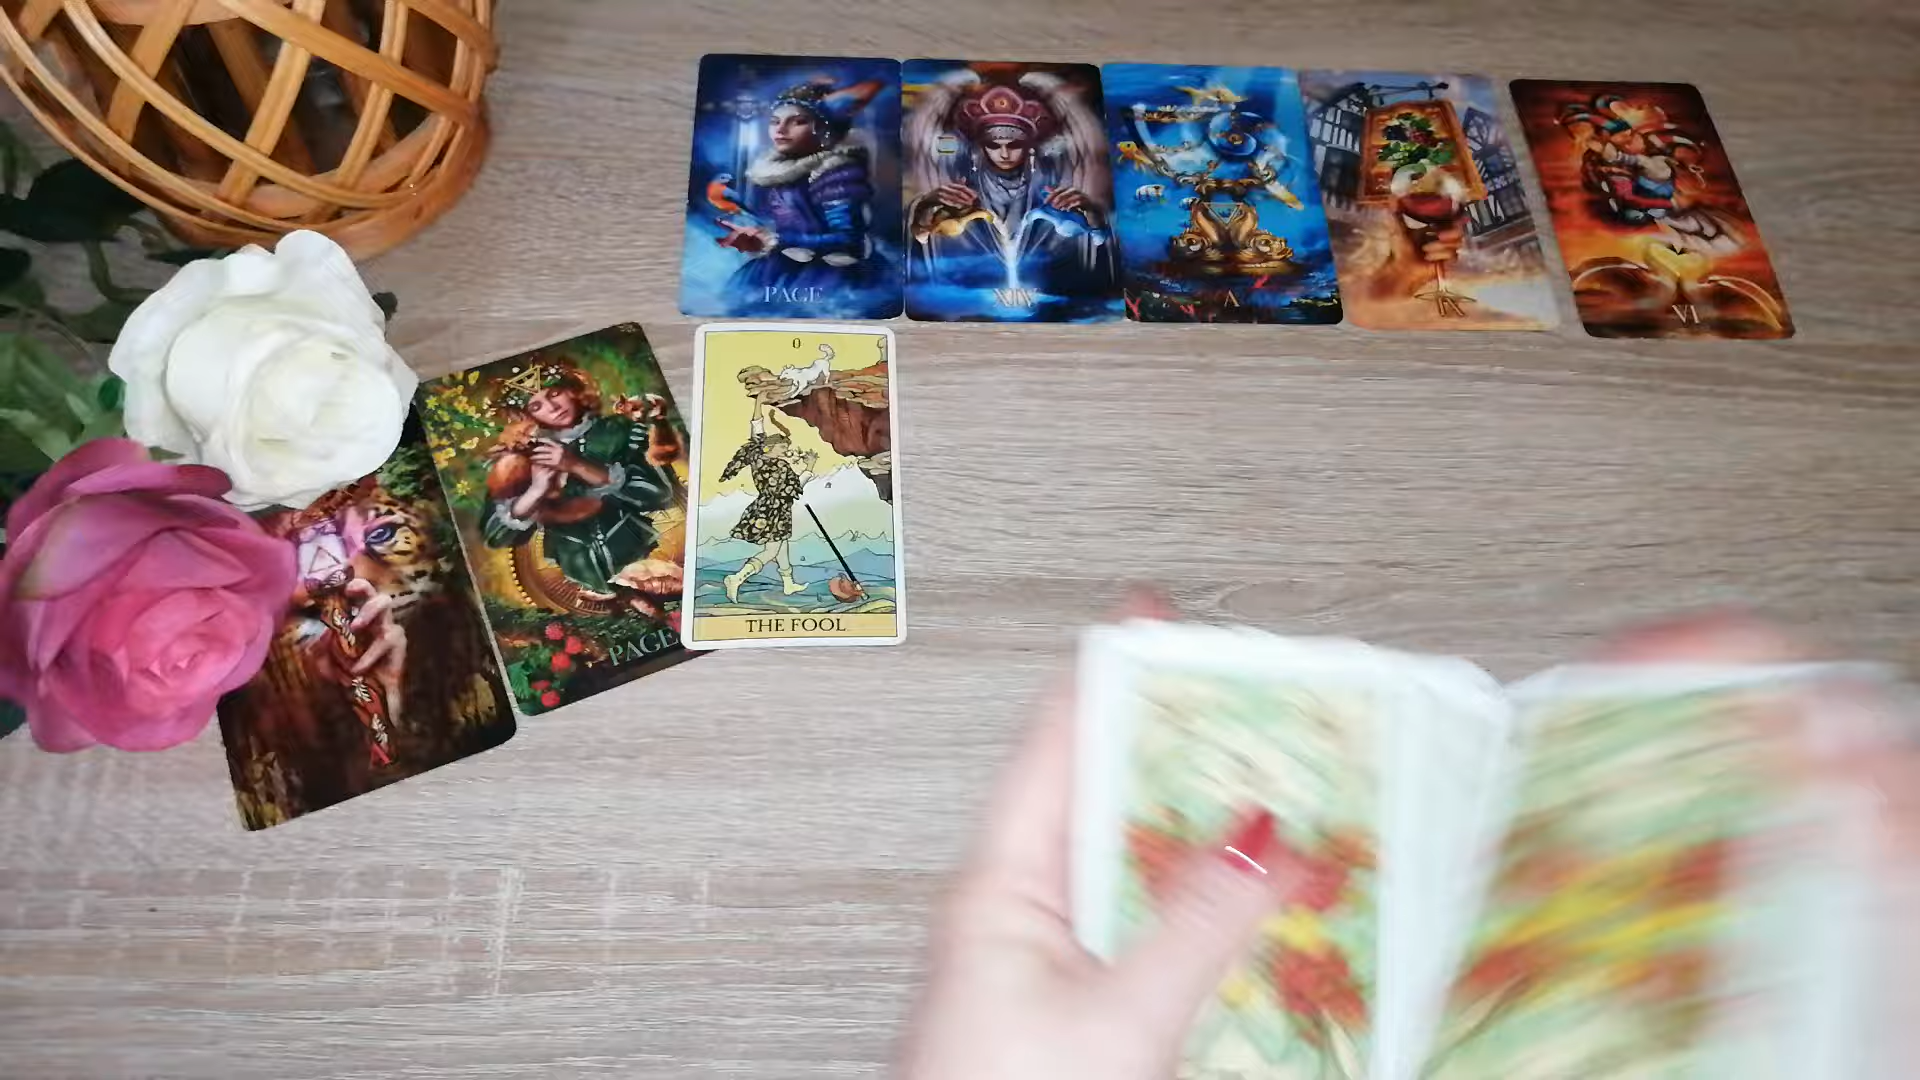 PAGE
XIV
A
IX
VI
0
THE FOOL
PAGE
A